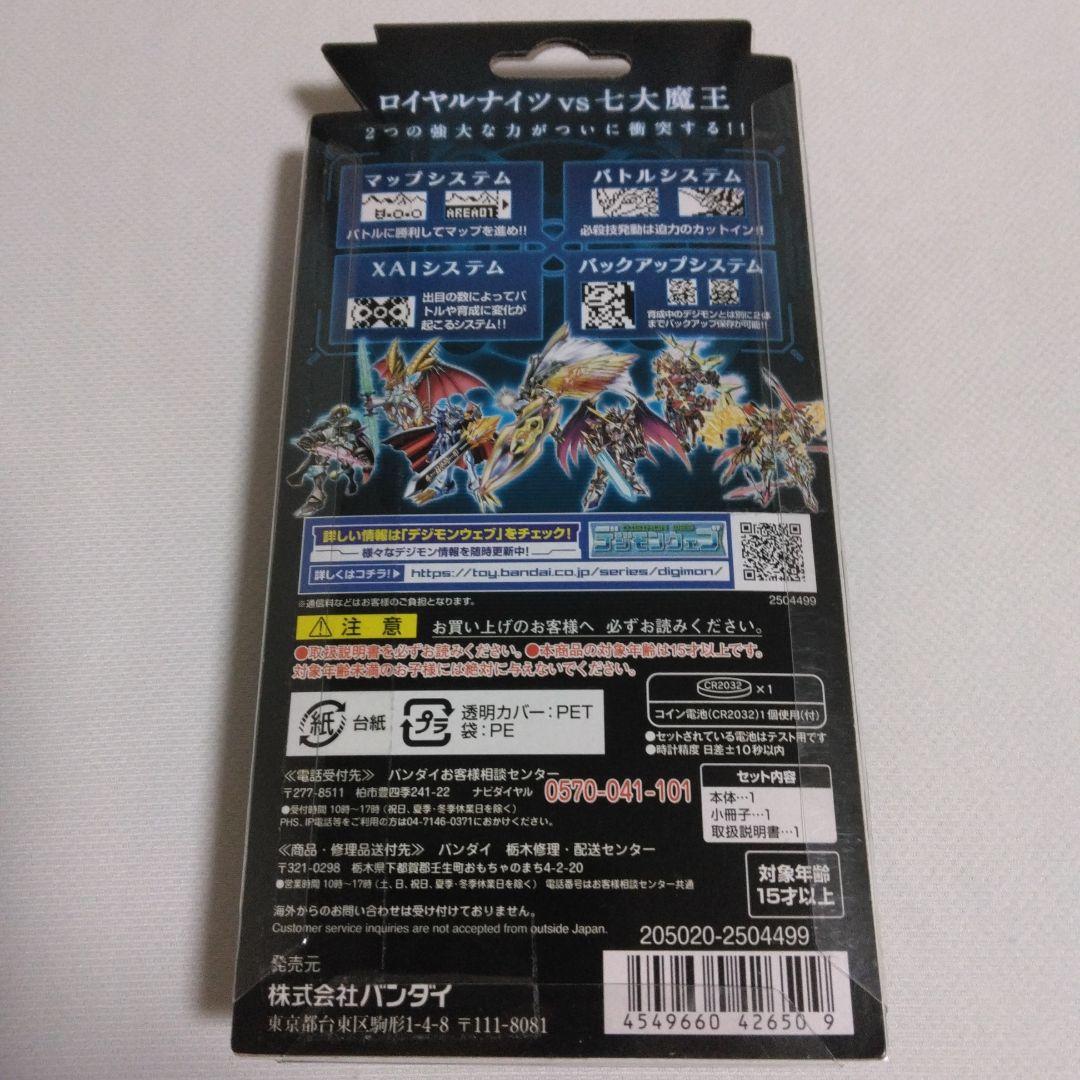 ロイヤルナイツvs七大魔王
2つの強大な力がついに衝突する!!
マップシステム
AREA01
バトルに勝利してマップを進め!!
バトルシステム
必殺技発動は迫力のカットイン!!
XAIシステム
出目の数によってバ
トルや育成に変化が
起こるシステム!!
バックアップシステム
育成中のデジモンとは別に2体
までバックアップ保存が可能!!
詳しい情報は「デジモンウェブ」をチェック!
様々なデジモン情報を随時更新中!
DIGIMON WEB
デジモンウェブ
詳しくはコチラ!
https://toy.bandai.co.jp/series/digimon/
※通信料などはお客様のご負担となります。
2504499
注意
お買い上げのお客様へ 必ずお読みください。
●取扱説明書を必ずお読みください。●本商品の対象年齢は15才以上です。
対象年齢未満のお子様には絶対に与えないでください。
紙 台紙
プラ
透明カバー:PET
袋:PE
CR2032 ×1
コイン電池(CR2032)1個使用(付)
●セットされている電池はテスト用です
●時計精度 日差±10秒以内
≪電話受付先≫ バンダイお客様相談センター
〒277-8511 柏市豊四季241-22 ナビダイヤル 0570-041-101
●受付時間 10時〜17時(祝日、夏季・冬季休業日を除く)
PHS、IP電話等をご利用の方は04-7146-0371におかけください。
セット内容
本体…1
小冊子…1
取扱説明書…1
≪商品・修理品送付先≫ バンダイ 栃木修理・配送センター
〒321-0298 栃木県下都賀郡壬生町おもちゃのまち4-2-20
●営業時間 10時〜17時(土、日、祝日、夏季・冬季休業日を除く) 電話番号はお客様相談センター共通
対象年齢
15才以上
海外からのお問い合わせは受け付けておりません。
Customer service inquiries are not accepted from outside Japan.
205020-2504499
発売元
株式会社バンダイ
東京都台東区駒形1-4-8 〒111-8081
4549660 42650 9